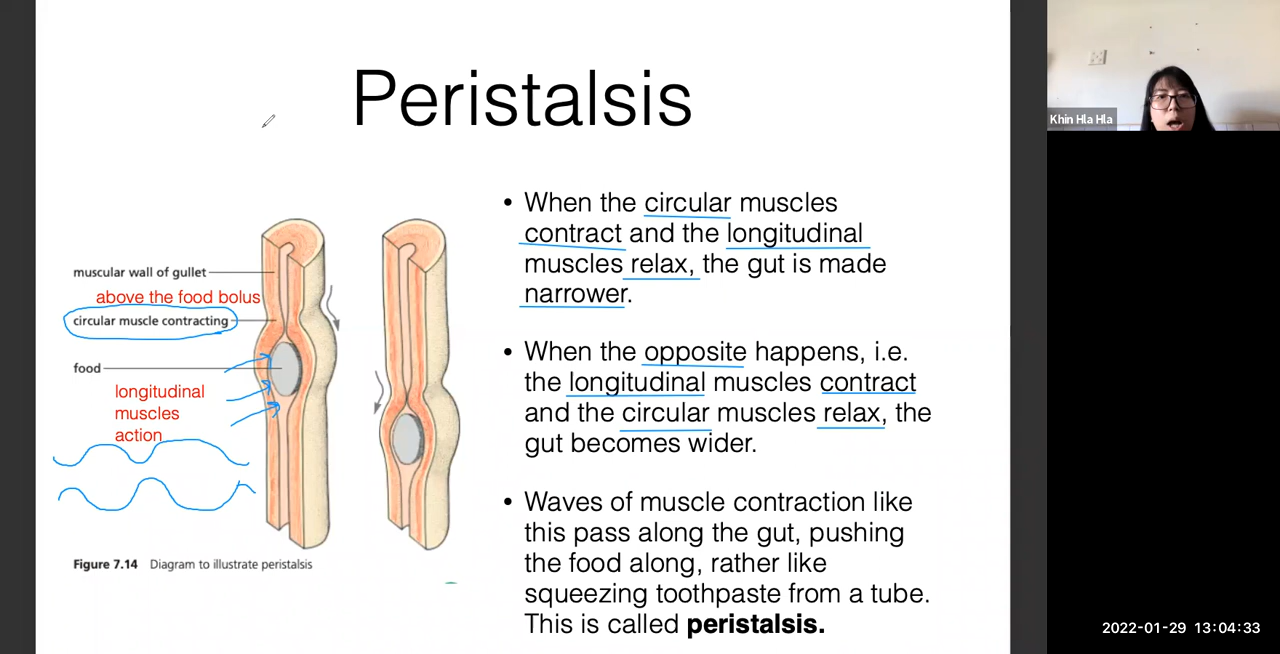 Peristalsis
Khin Hla Hla
• When the circular muscles
contract and the longitudinal
muscles relax, the gut is made
narrower.
• When the opposite happens, i.e.
the longitudinal muscles contract
and the circular muscles relax, the
gut becomes wider.
• Waves of muscle contraction like
this pass along the gut, pushing
the food along, rather like
squeezing toothpaste from a tube.
This is called peristalsis.
muscular wall of gullet
above the food bolus
circular muscle contracting
food
longitudinal
muscles
action
Figure 7.14 Diagram to illustrate peristalsis
2022-01-29 13:04:33